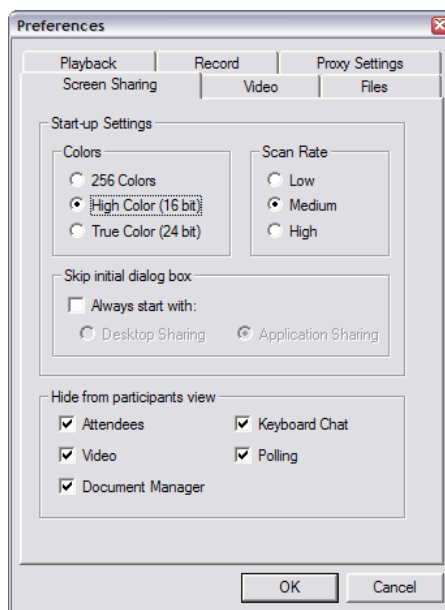 Preferences
Playback Record Proxy Settings
Screen Sharing Video Files
Start-up Settings
Colors
256 Colors
High Color (16 bit)
True Color (24 bit)
Scan Rate
Low
Medium
High
Skip initial dialog box
Always start with:
Desktop Sharing Application Sharing
Hide from participants view
Attendees Keyboard Chat
Video Polling
Document Manager
OK Cancel